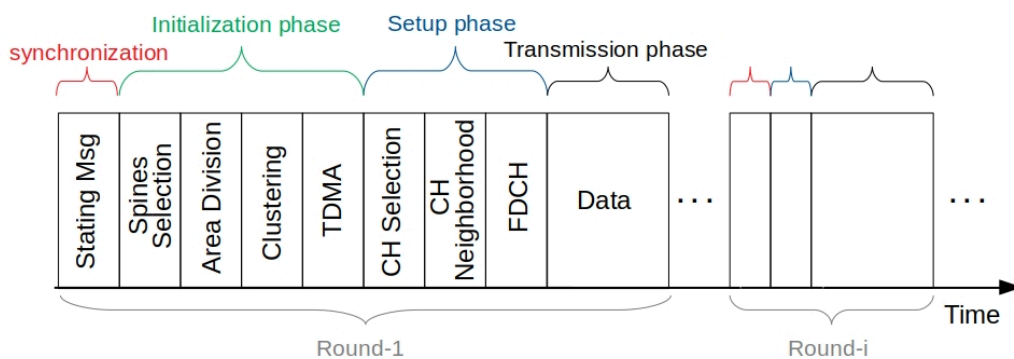 Initialization phase
Setup phase
synchronization
Transmission phase
Stating Msg
Spines
Selection
Area Division
Clustering
TDMA
CH Selection
CH
Neighborhood
FDCH
Data
...
...
Time
Round-1
Round-i